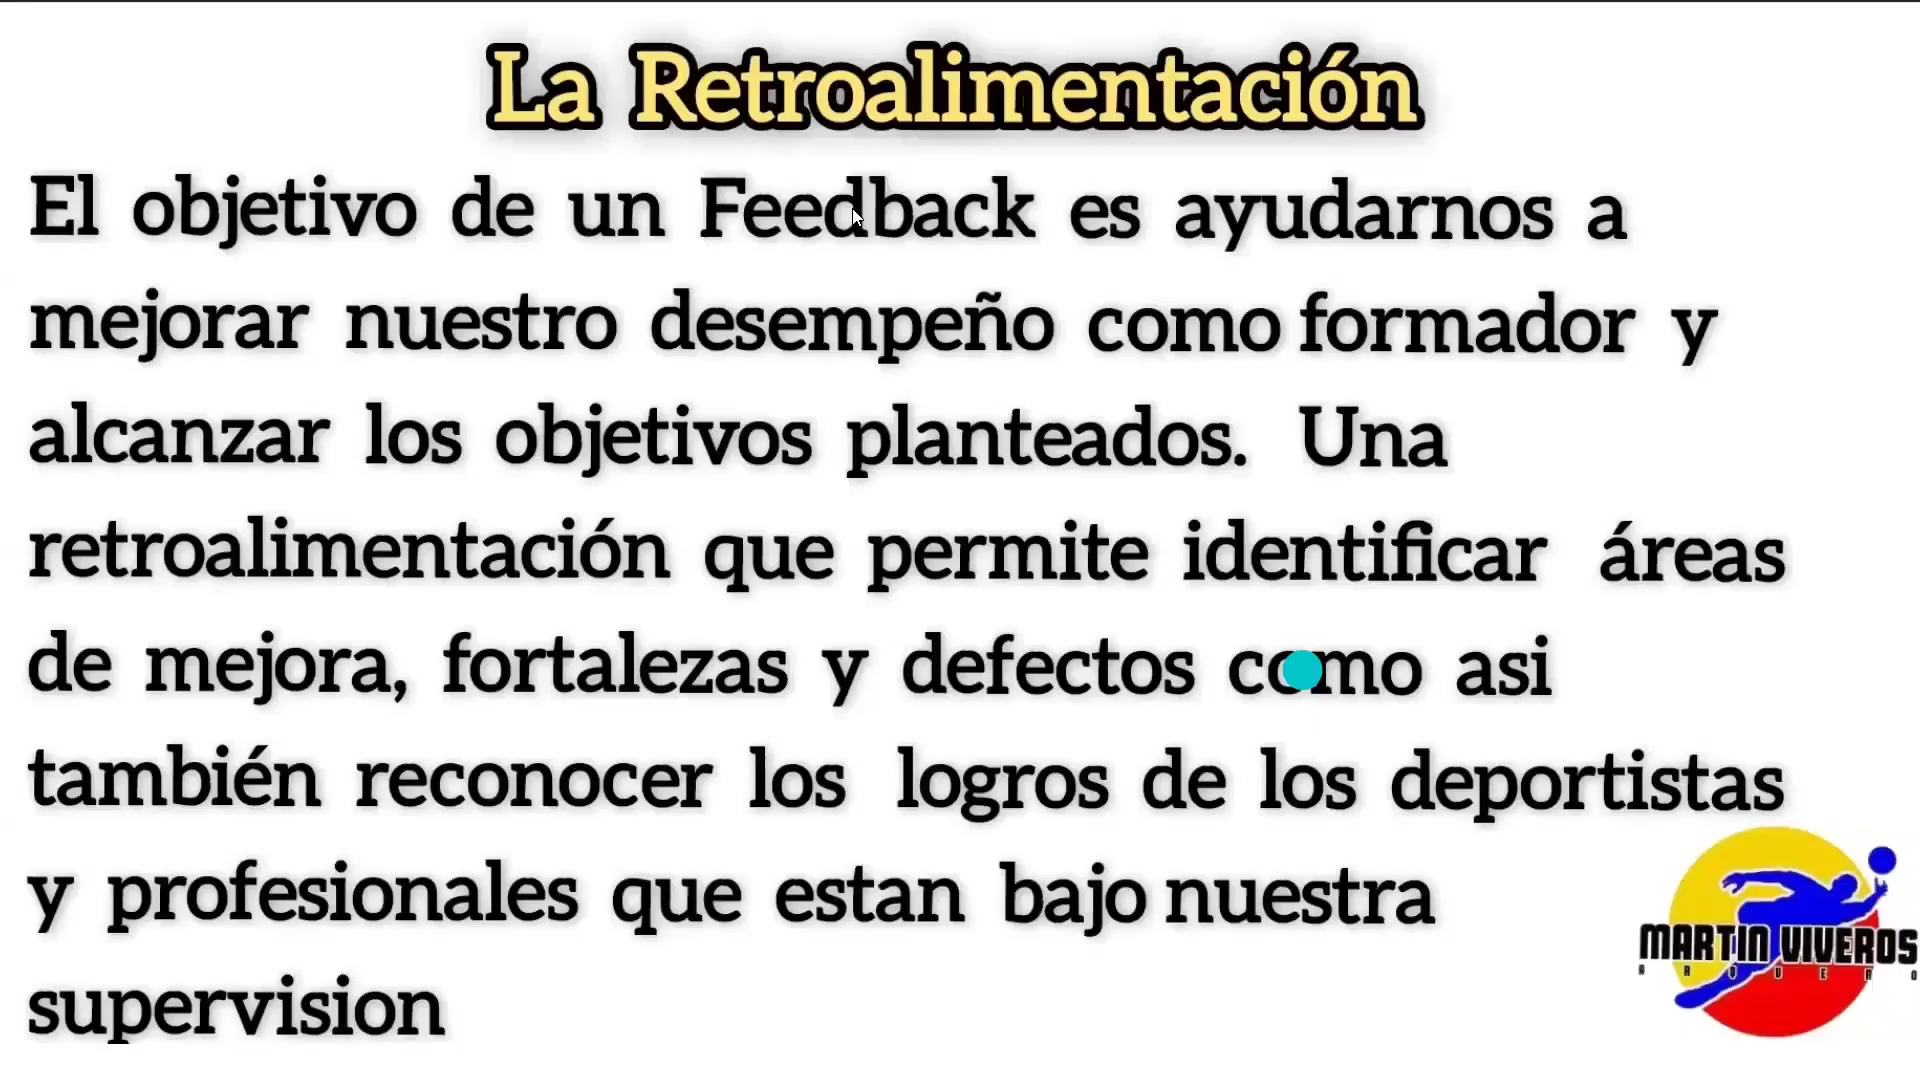 La Retroalimentación
El objetivo de un Feedback es ayudarnos a
mejorar nuestro desempeño como formador y
alcanzar los objetivos planteados. Una
retroalimentación que permite identificar áreas
de mejora, fortalezas y defectos como asi
también reconocer los logros de los deportistas
y profesionales que estan bajo nuestra
supervision
MARTIN VIVEROS
ARQUERO